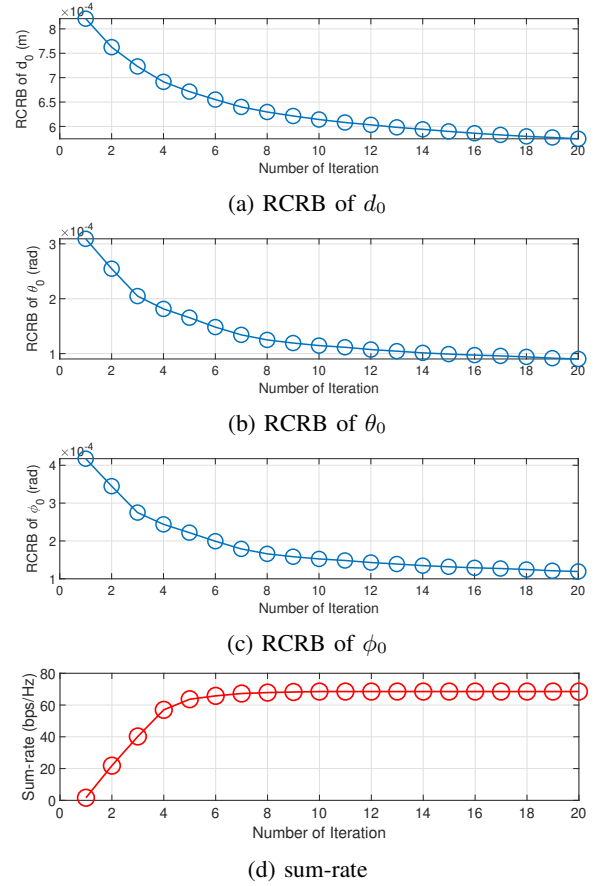 ×10⁻⁴
8
7.5
7
6.5
6
RCRB of d₀ (m)
0 2 4 6 8 10 12 14 16 18 20
Number of Iteration
(a) RCRB of d₀
×10⁻⁴
3
2
1
RCRB of θ₀ (rad)
0 2 4 6 8 10 12 14 16 18 20
Number of Iteration
(b) RCRB of θ₀
×10⁻⁴
4
3
2
1
RCRB of ϕ₀ (rad)
0 2 4 6 8 10 12 14 16 18 20
Number of Iteration
(c) RCRB of ϕ₀
80
60
40
20
0
Sum-rate (bps/Hz)
0 2 4 6 8 10 12 14 16 18 20
Number of Iteration
(d) sum-rate